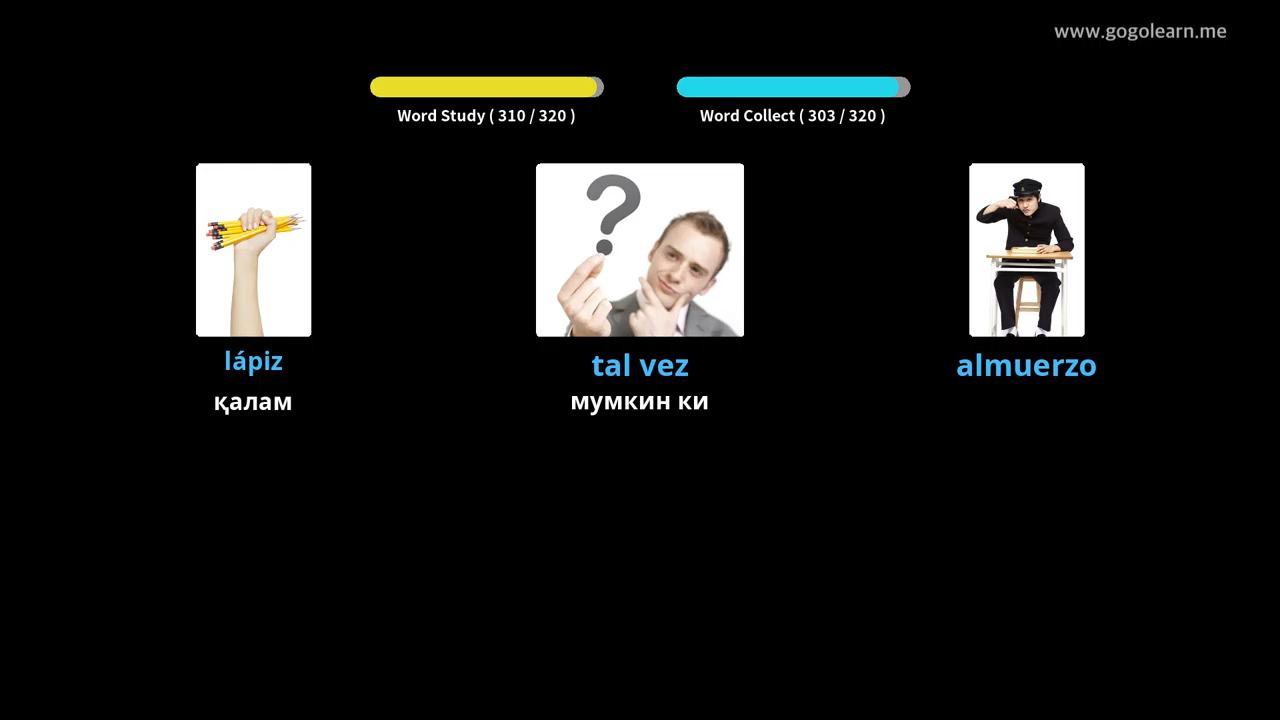 www.gogolearn.me
Word Study ( 310 / 320 )
Word Collect ( 303 / 320 )
lápiz
қалам
tal vez
мумкин ки
almuerzo